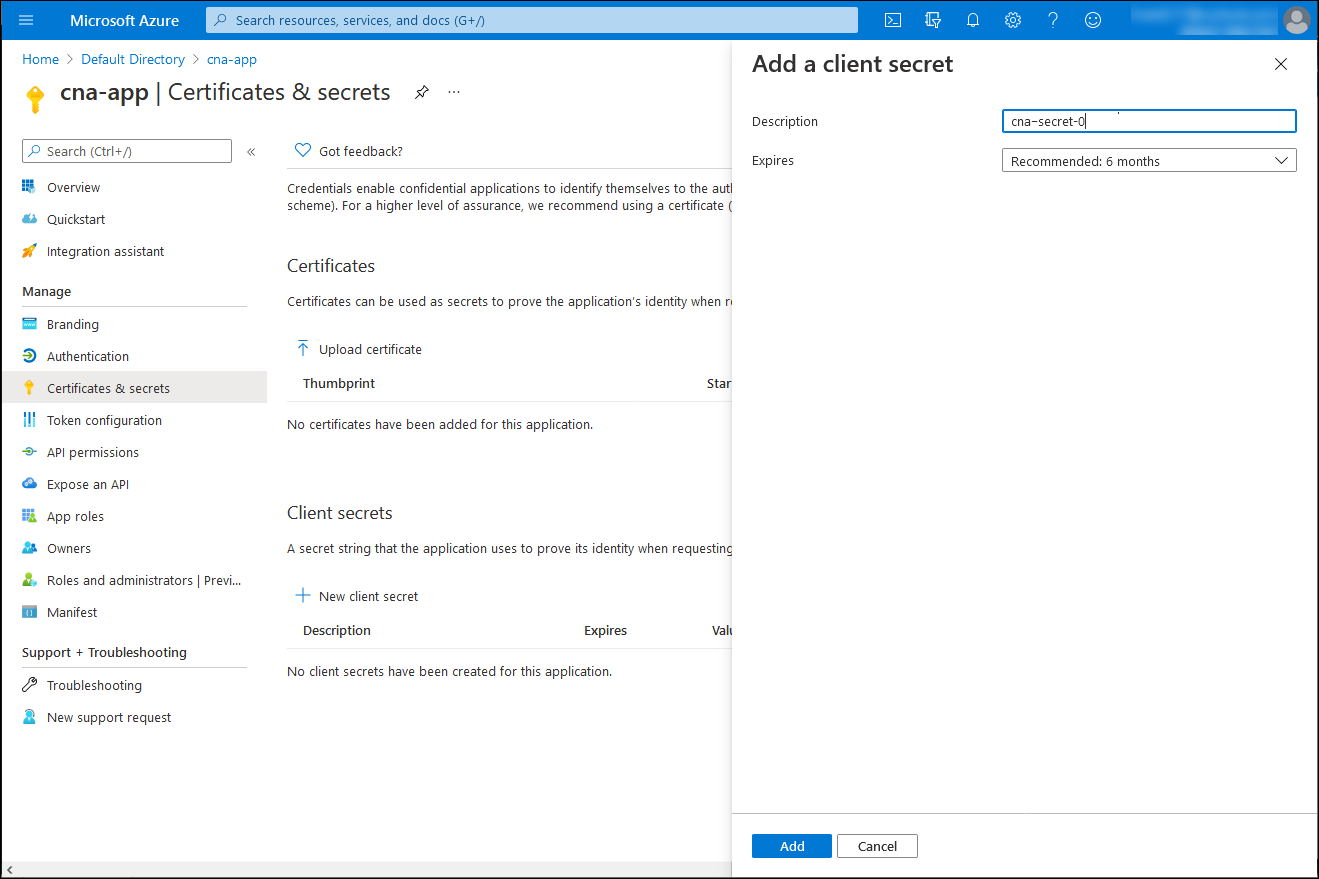 Microsoft Azure
Search resources, services, and docs (G+/)
Home > Default Directory > cna-app
cna-app | Certificates & secrets
...
Search (Ctrl+/)
«
Overview
Quickstart
Integration assistant
Manage
Branding
Authentication
Certificates & secrets
Token configuration
API permissions
Expose an API
App roles
Owners
Roles and administrators | Previ...
Manifest
Support + Troubleshooting
Troubleshooting
New support request
Got feedback?
Credentials enable confidential applications to identify themselves to the
scheme). For a higher level of assurance, we recommend using a certificate (
Certificates
Certificates can be used as secrets to prove the application's identity when
Upload certificate
Thumbprint
Star
No certificates have been added for this application.
Client secrets
A secret string that the application uses to prove its identity when requesting
New client secret
Description
Expires
Valu
No client secrets have been created for this application.
Add a client secret
Description
cna-secret-0
Expires
Recommended: 6 months
Add
Cancel